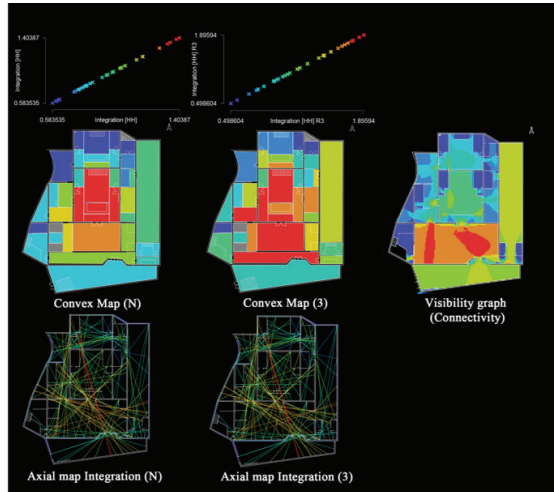 1.40387
Integration [HH]
0.583535
0.583535
Integration [HH]
1.40387
1.89594
Integration [HH] R3
0.498604
0.498604
Integration [HH] R3
1.89594
Convex Map (N)
Convex Map (3)
Visibility graph
(Connectivity)
Axial map Integration (N)
Axial map Integration (3)